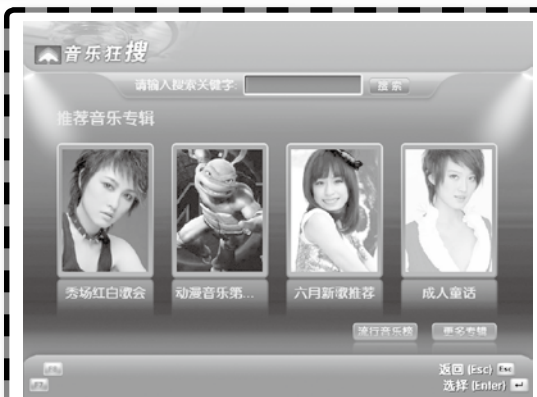 音乐狂搜
请输入搜索关键字: 搜索
推荐音乐专辑
秀场红白歌会 动漫音乐第... 六月新歌推荐 成人童话
流行音乐榜 更多专辑
返回 (Esc) Esc
选择 (Enter)